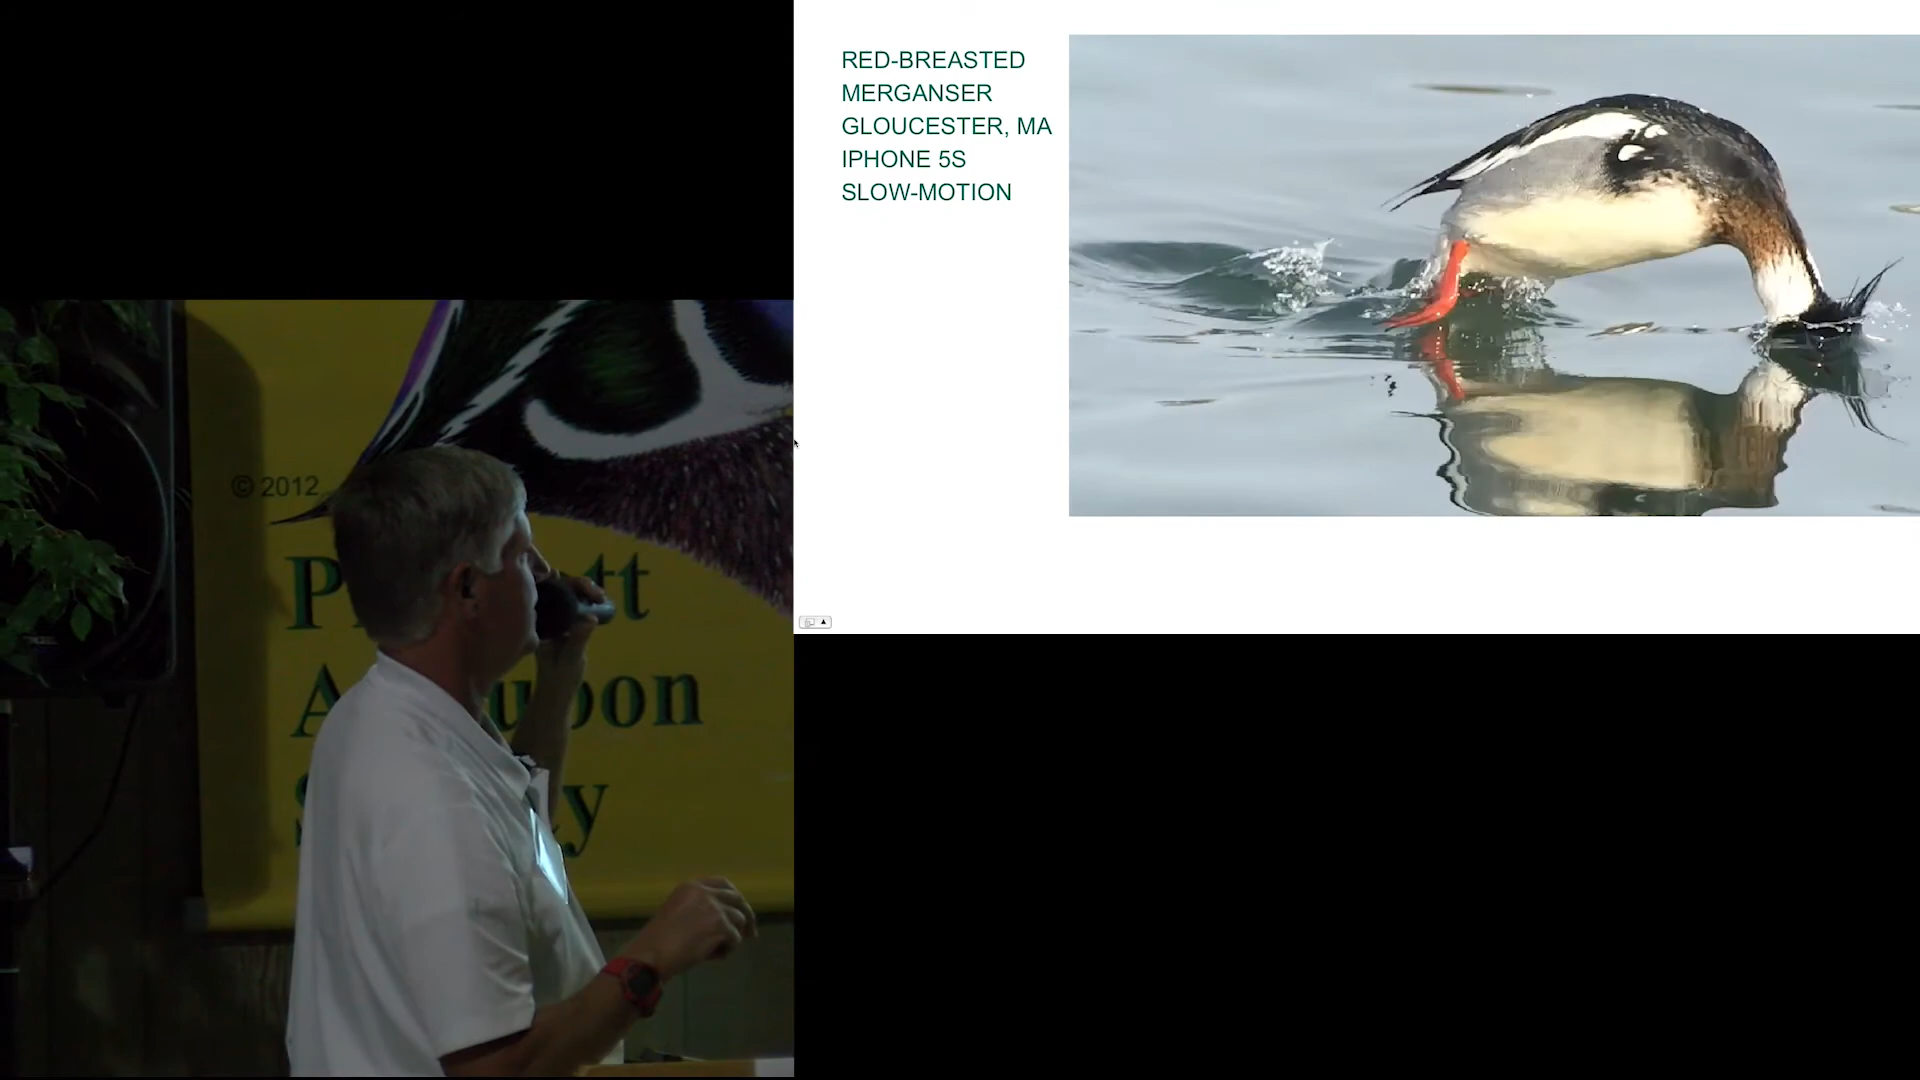 RED-BREASTED
MERGANSER
GLOUCESTER, MA
IPHONE 5S
SLOW-MOTION
© 2012